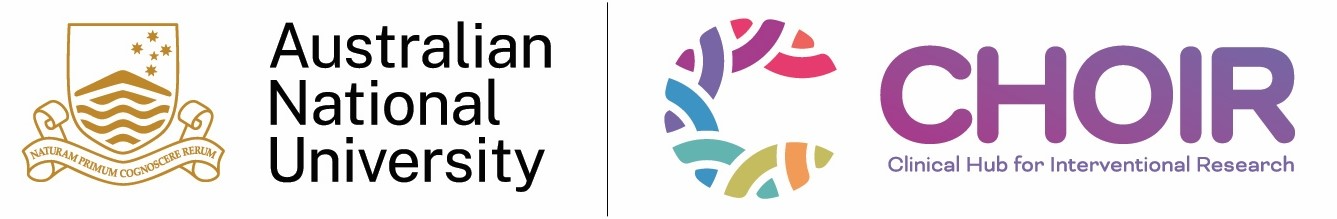 NATURAM PRIMUM COGNOSCERE RERUM
Australian
National
University
CHOIR
Clinical Hub for Interventional Research